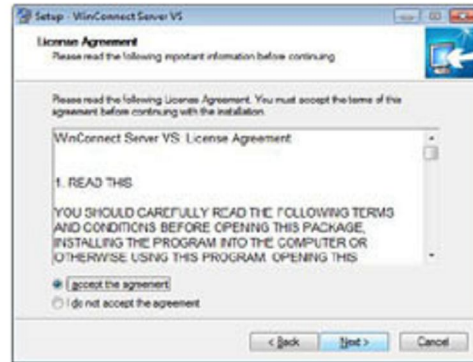 Setup - WinConnect Server VS
License Agreement
Please read the following important information before continuing.
Please read the following License Agreement. You must accept the terms of this
agreement before continuing with the installation.
WinConnect Server VS License Agreement
1. READ THIS
YOU SHOULD CAREFULLY READ THE FOLLOWING TERMS
AND CONDITIONS BEFORE OPENING THIS PACKAGE,
INSTALLING THE PROGRAM INTO THE COMPUTER OR
OTHERWISE USING THIS PROGRAM. OPENING THIS
I accept the agreement
I do not accept the agreement
< Back
Next >
Cancel